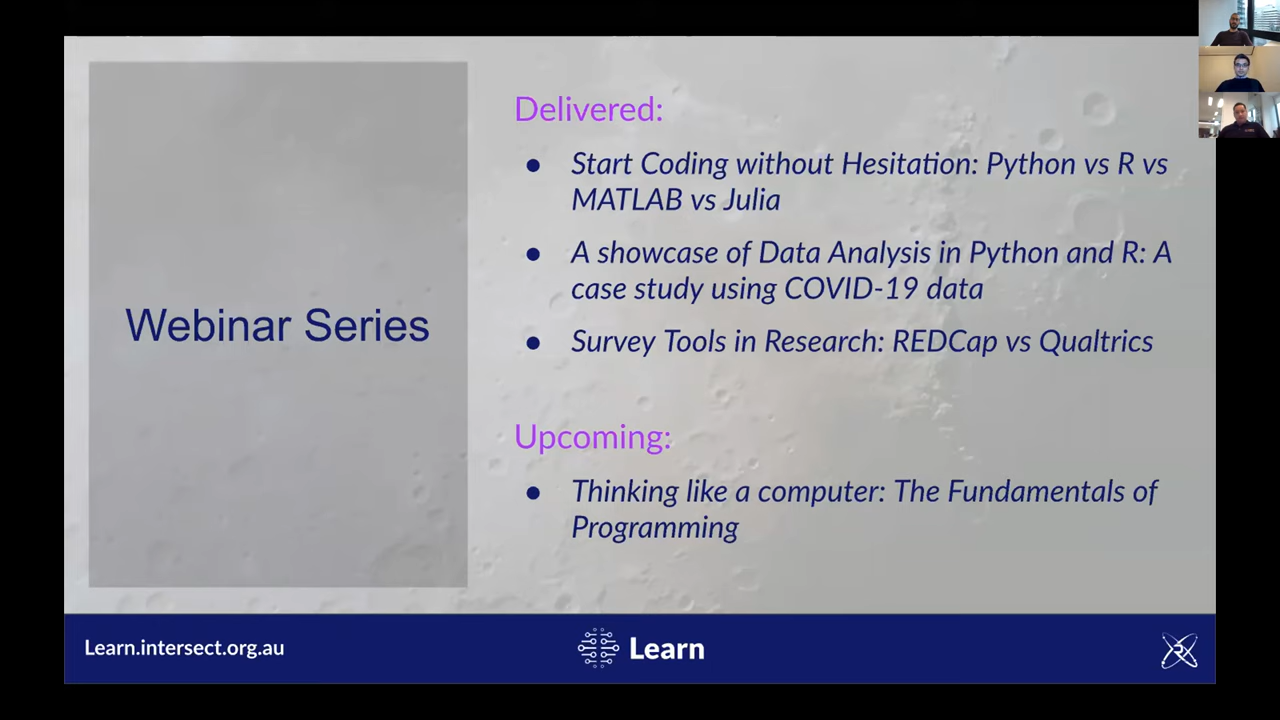 Webinar Series
Delivered:
● Start Coding without Hesitation: Python vs R vs
MATLAB vs Julia
● A showcase of Data Analysis in Python and R: A
case study using COVID-19 data
● Survey Tools in Research: REDCap vs Qualtrics
Upcoming:
● Thinking like a computer: The Fundamentals of
Programming
Learn.intersect.org.au
Learn